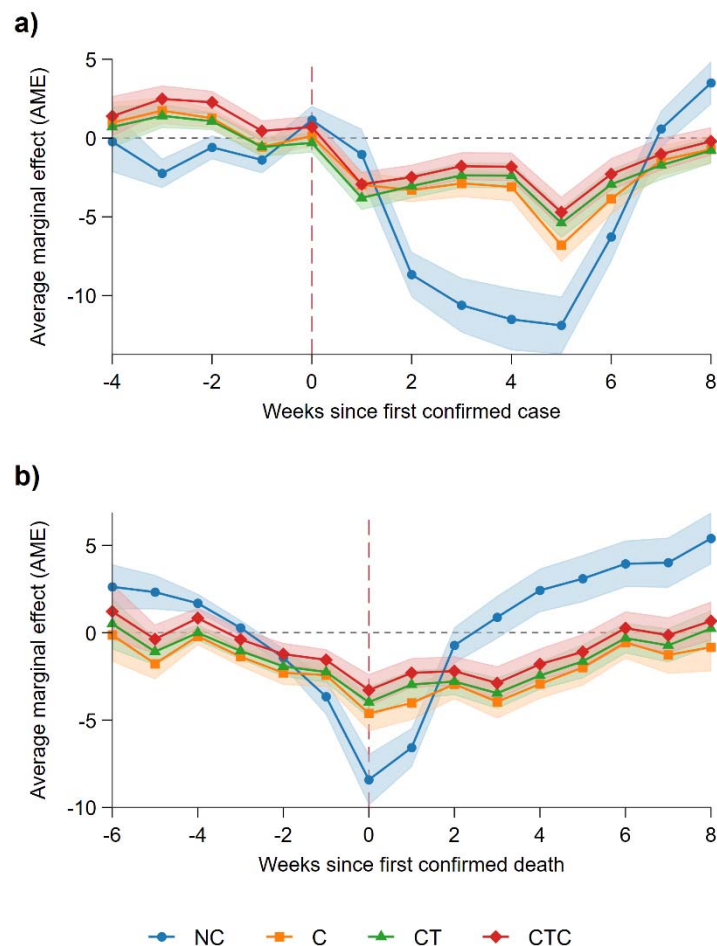 a)
Average marginal effect (AME)
5
0
-5
-10
-4 -2 0 2 4 6 8
Weeks since first confirmed case
b)
Average marginal effect (AME)
5
0
-5
-10
-6 -4 -2 0 2 4 6 8
Weeks since first confirmed death
NC C CT CTC